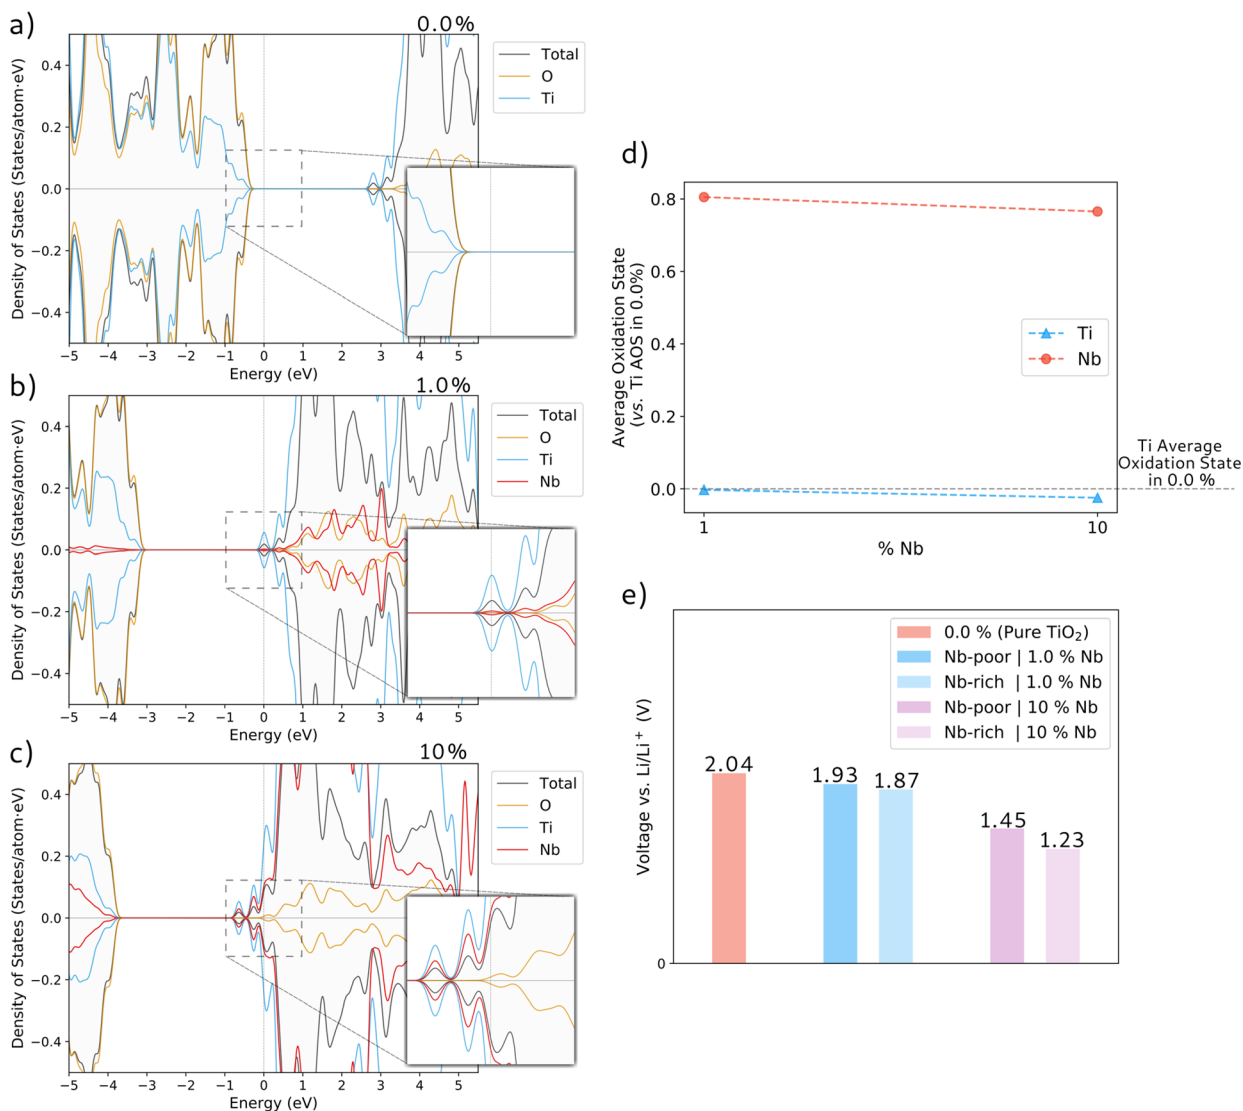 a)
0.0%
Density of States (States/atom·eV)
0.4
0.2
0.0
−0.2
−0.4
−5 −4 −3 −2 −1 0 1 2 3 4 5
Energy (eV)
Total
O
Ti
b)
1.0%
Density of States (States/atom·eV)
0.4
0.2
0.0
−0.2
−0.4
−5 −4 −3 −2 −1 0 1 2 3 4 5
Energy (eV)
Total
O
Ti
Nb
c)
10%
Density of States (States/atom·eV)
0.4
0.2
0.0
−0.2
−0.4
−5 −4 −3 −2 −1 0 1 2 3 4 5
Energy (eV)
Total
O
Ti
Nb
d)
Average Oxidation State
(vs. Ti AOS in 0.0%)
0.8
0.6
0.4
0.2
0.0
1 10
% Nb
Ti
Nb
Ti Average
Oxidation State
in 0.0 %
e)
Voltage vs. Li/Li⁺ (V)
0
0.0 % (Pure TiO₂)
Nb-poor | 1.0 % Nb
Nb-rich | 1.0 % Nb
Nb-poor | 10 % Nb
Nb-rich | 10 % Nb
2.04
1.93
1.87
1.45
1.23